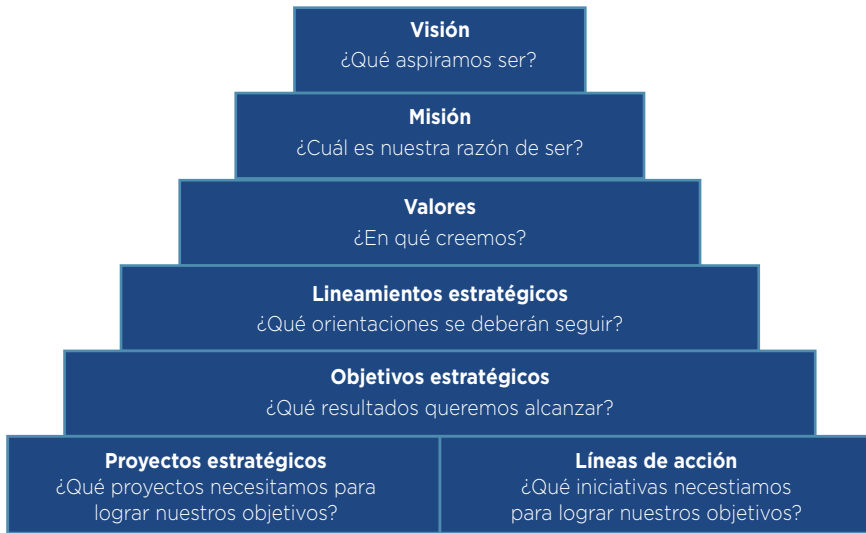 Visión
¿Qué aspiramos ser?
Misión
¿Cuál es nuestra razón de ser?
Valores
¿En qué creemos?
Lineamientos estratégicos
¿Qué orientaciones se deberán seguir?
Objetivos estratégicos
¿Qué resultados queremos alcanzar?
Proyectos estratégicos
¿Qué proyectos necesitamos para
lograr nuestros objetivos?
Líneas de acción
¿Qué iniciativas necestiamos
para lograr nuestros objetivos?